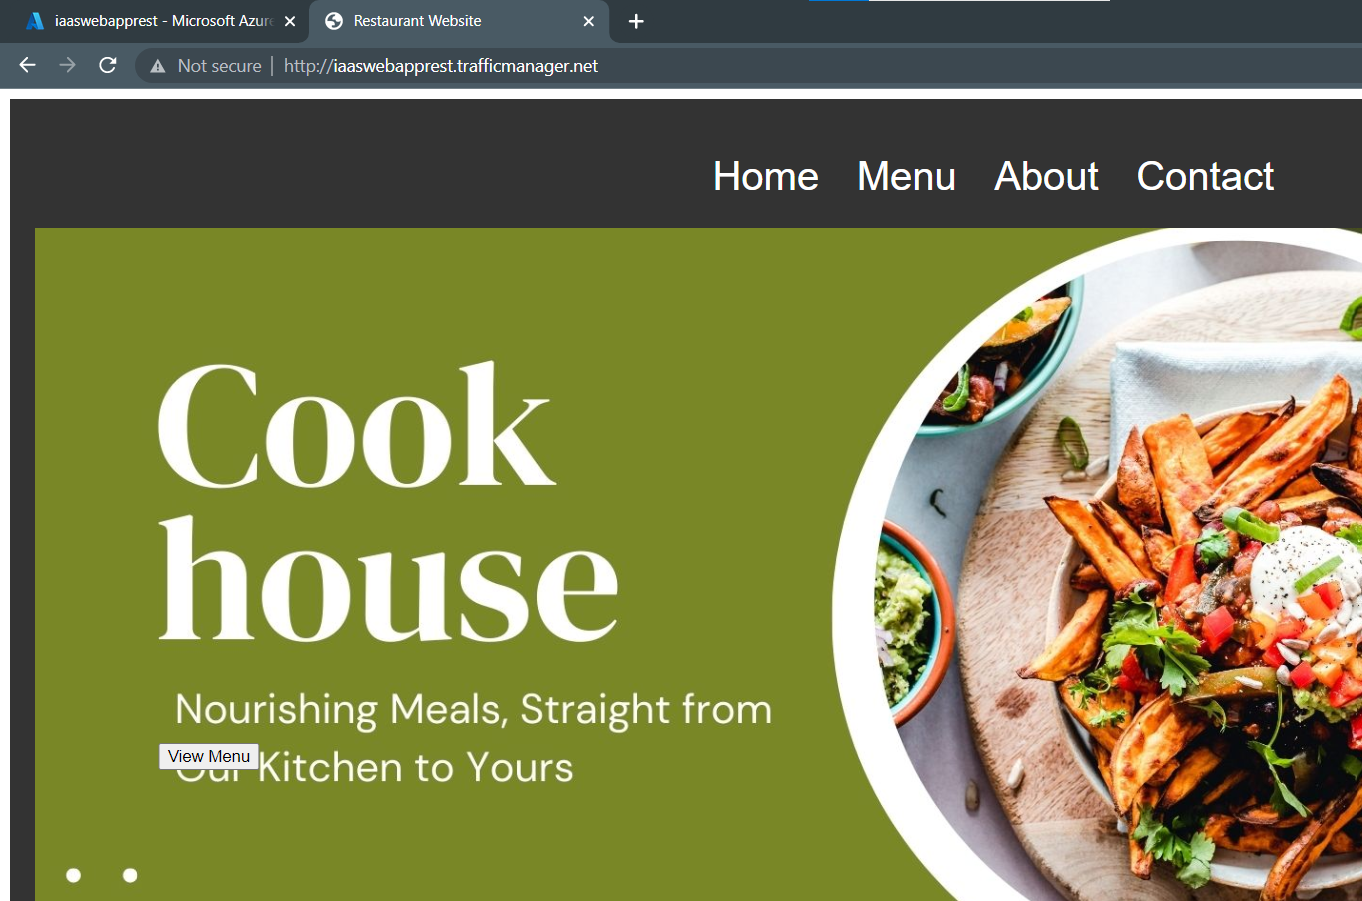 iaaswebapprest - Microsoft Azure
Restaurant Website
Not secure
http://iaaswebapprest.trafficmanager.net
Home Menu About Contact
Cook
house
Nourishing Meals, Straight from
View Menu
Our Kitchen to Yours